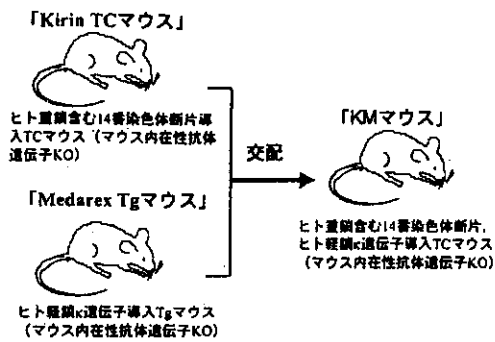 「Kirin TCマウス」
ヒト重鎖含む14番染色体断片導
入TCマウス（マウス内在性抗体
遺伝子KO）
「Medarex Tgマウス」
ヒト軽鎖κ遺伝子導入Tgマウス
（マウス内在性抗体遺伝子KO）
交配
「KMマウス」
ヒト重鎖含む14番染色体断片,
ヒト軽鎖κ遺伝子導入TCマウス
（マウス内在性抗体遺伝子KO）